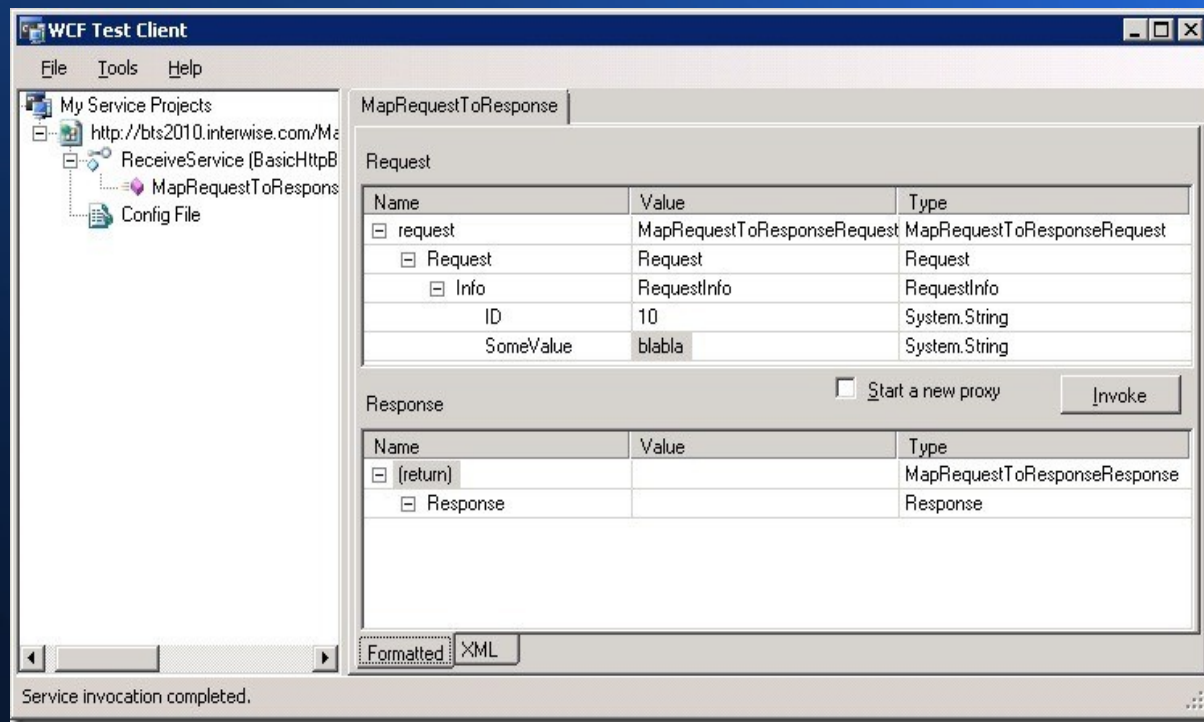 WCF Test Client
File Tools Help
My Service Projects
http://bts2010.interwise.com/Ma
ReceiveService (BasicHttpB
MapRequestToRespons
Config File
MapRequestToResponse
Request
Name Value Type
request MapRequestToResponseRequest MapRequestToResponseRequest
Request Request Request
Info RequestInfo RequestInfo
ID 10 System.String
SomeValue blabla System.String
Start a new proxy Invoke
Response
Name Value Type
(return) MapRequestToResponseResponse
Response Response
Formatted XML
Service invocation completed.